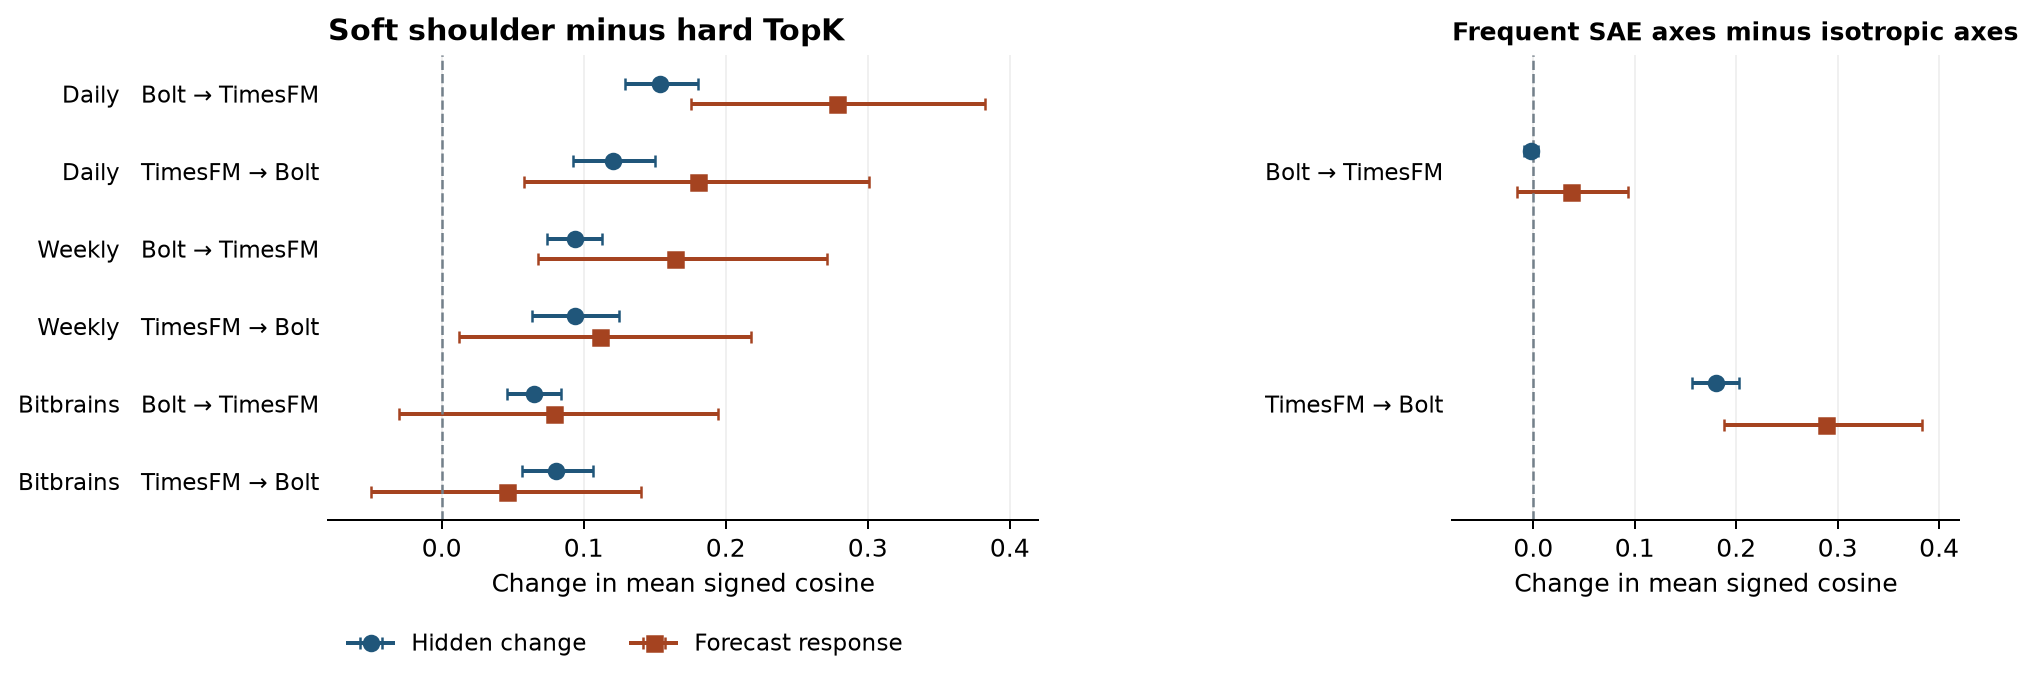 Soft shoulder minus hard TopK
Daily Bolt → TimesFM
Daily TimesFM → Bolt
Weekly Bolt → TimesFM
Weekly TimesFM → Bolt
Bitbrains Bolt → TimesFM
Bitbrains TimesFM → Bolt
0.0 0.1 0.2 0.3 0.4
Change in mean signed cosine
Hidden change Forecast response
Frequent SAE axes minus isotropic axes
Bolt → TimesFM
TimesFM → Bolt
0.0 0.1 0.2 0.3 0.4
Change in mean signed cosine